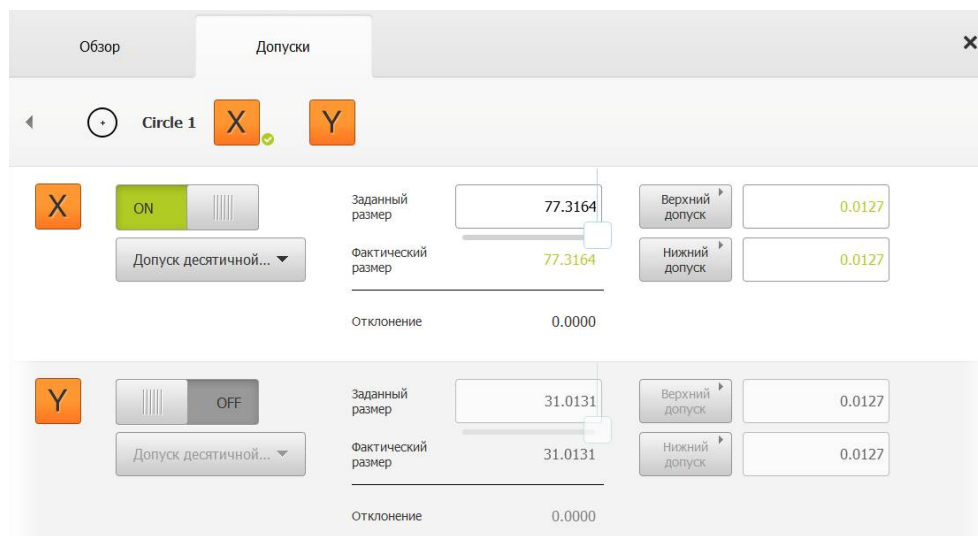 Обзор
Допуски
Circle 1
X
Y
X
ON
Заданный
размер
77.3164
Верхний
допуск
0.0127
Допуск десятичной...
Фактический
размер
77.3164
Нижний
допуск
0.0127
Отклонение
0.0000
Y
OFF
Заданный
размер
31.0131
Верхний
допуск
0.0127
Допуск десятичной...
Фактический
размер
31.0131
Нижний
допуск
0.0127
Отклонение
0.0000